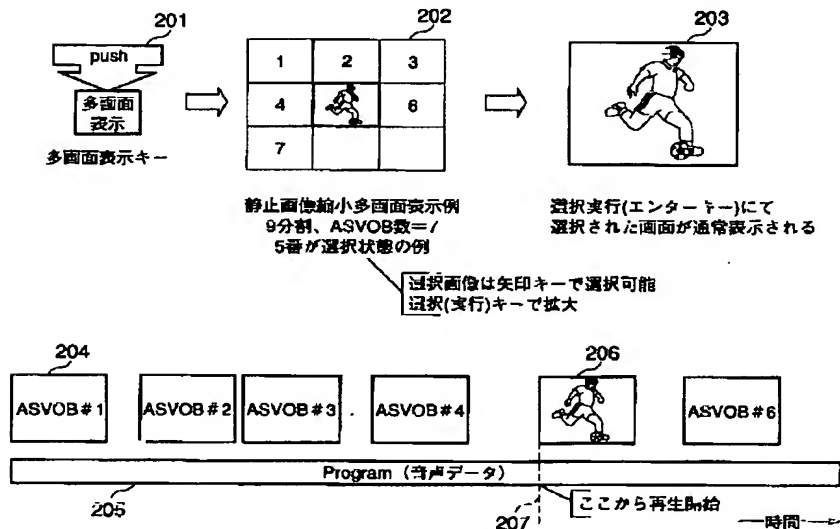 201
push
多画面
表示
多画面表示キー
202
1 2 3
4 6
7
静止画像縮小多画面表示例
9分割、ASVOB数=7
5番が選択状態の例
選択画像は矢印キーで選択可能
選択(実行)キーで拡大
203
選択実行(エンターキー)にて
選択された画面が通常表示される
204
206
ASVOB#1 ASVOB#2 ASVOB#3 ASVOB#4 ASVOB#6
Program (音声データ)
205
207
ここから再生開始
時間